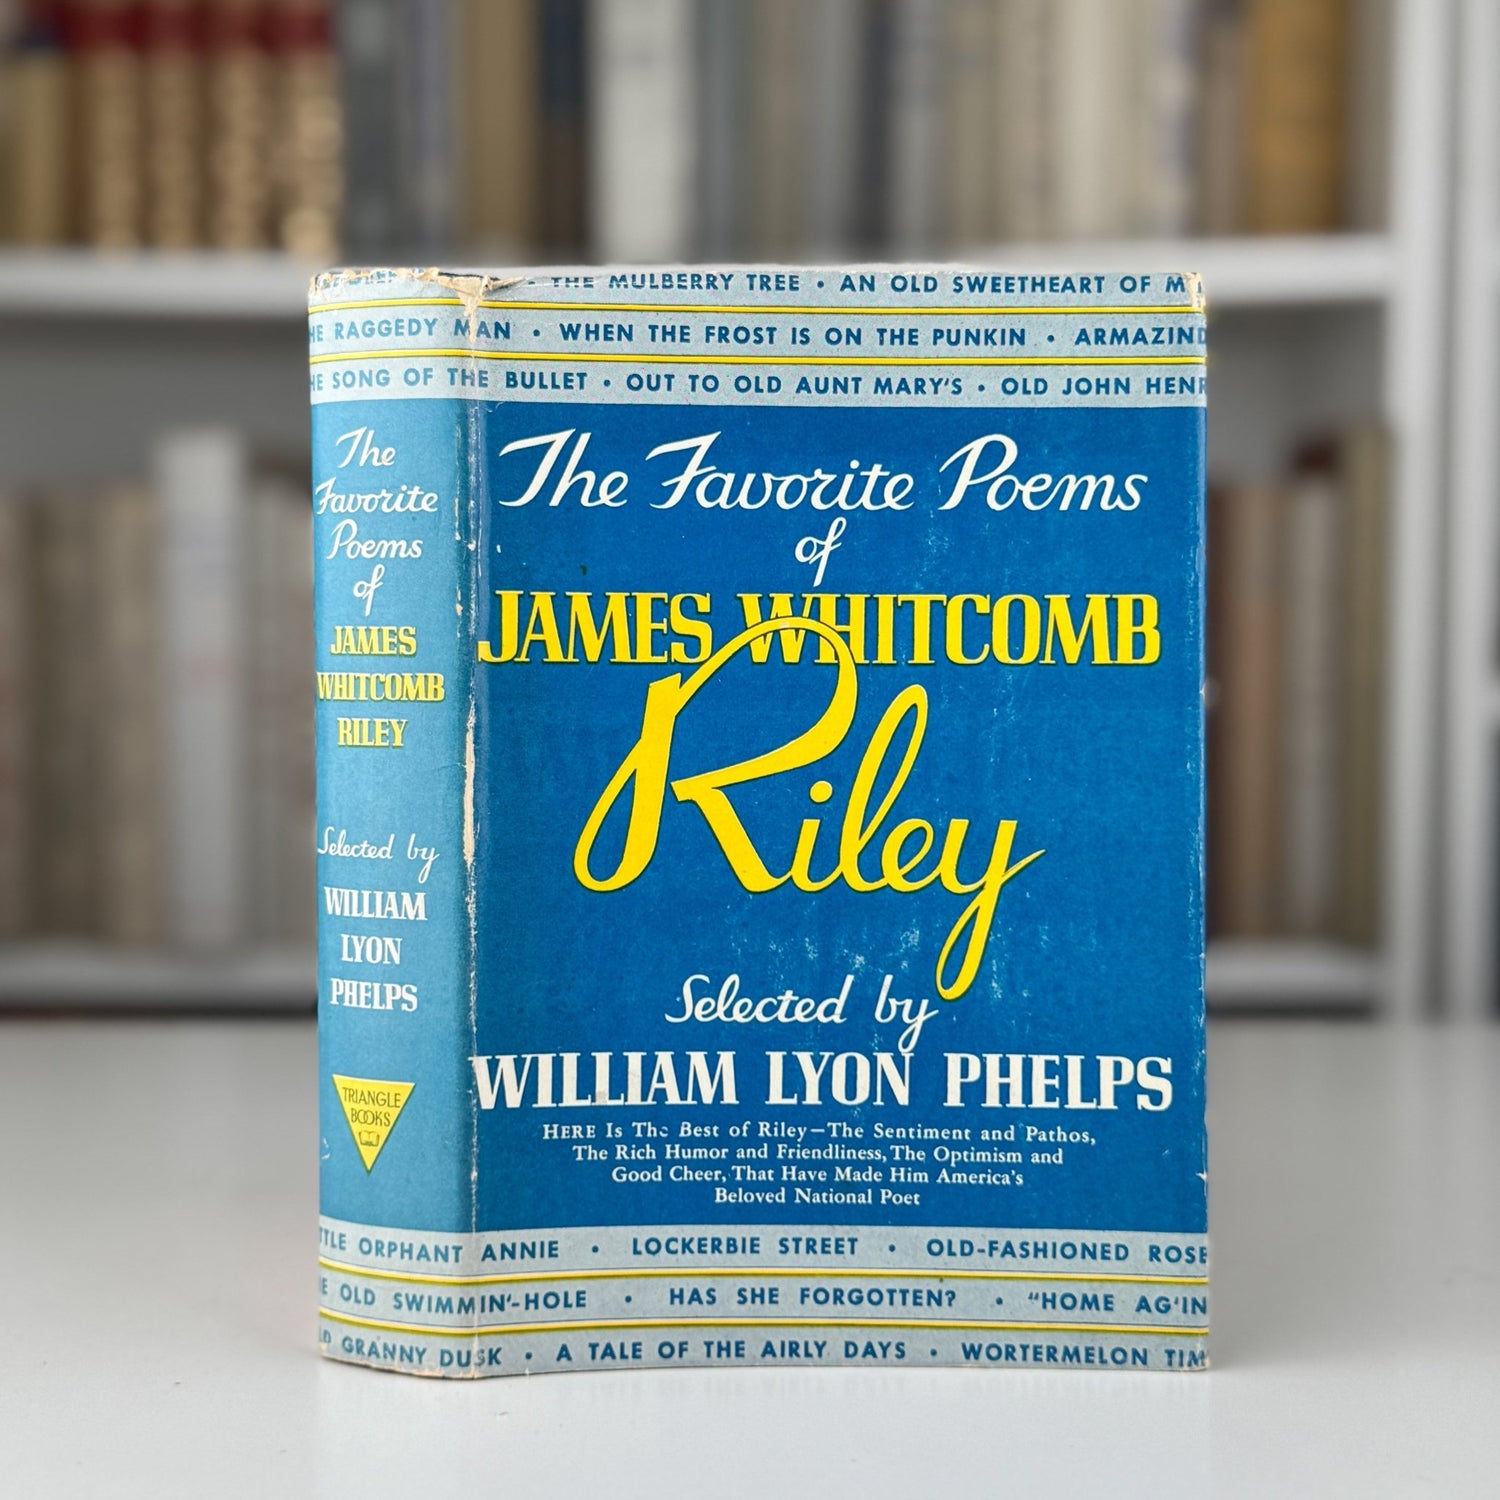 THE MULBERRY TREE • AN OLD SWEETHEART OF M
HE RAGGEDY MAN • WHEN THE FROST IS ON THE PUNKIN • ARMAZIND
HE SONG OF THE BULLET • OUT TO OLD AUNT MARY'S • OLD JOHN HENR
The
Favorite
Poems
of
JAMES
WHITCOMB
RILEY
Selected by
WILLIAM
LYON
PHELPS
TRIANGLE
BOOKS
The Favorite Poems
of
JAMES WHITCOMB
Riley
Selected by
WILLIAM LYON PHELPS
HERE Is The Best of Riley—The Sentiment and Pathos,
The Rich Humor and Friendliness, The Optimism and
Good Cheer, That Have Made Him America's
Beloved National Poet
TTLE ORPHANT ANNIE • LOCKERBIE STREET • OLD-FASHIONED ROSE
E OLD SWIMMIN'-HOLE • HAS SHE FORGOTTEN? • "HOME AG'IN
LD GRANNY DUSK • A TALE OF THE AIRLY DAYS • WORTERMELON TIM